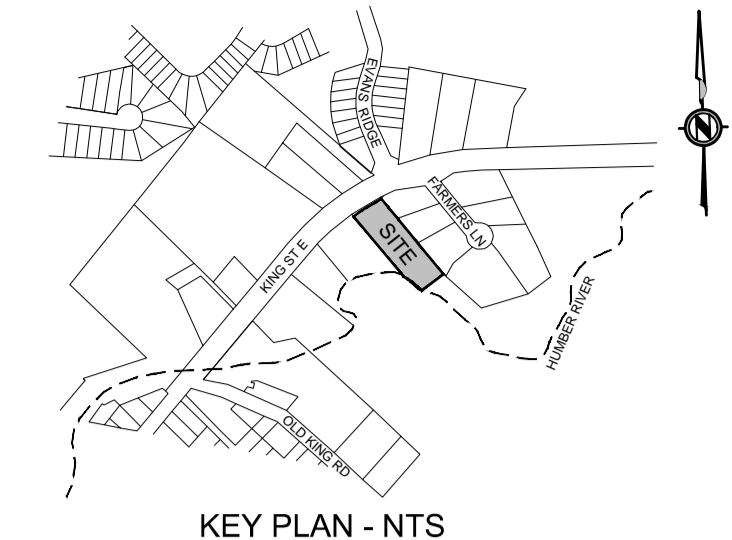 EVANS RIDGE
N
FARMERS LN
SITE
KING ST E
HUMBER RIVER
OLD KING RD
KEY PLAN - NTS